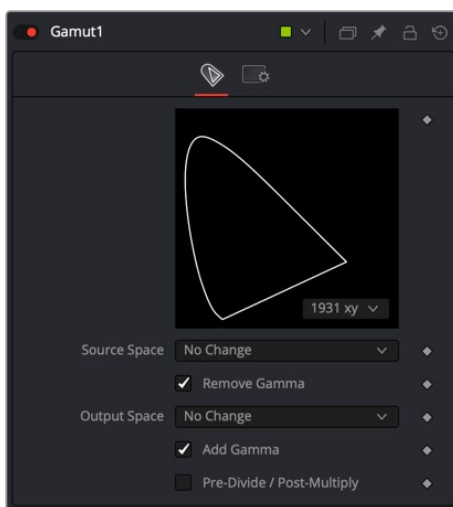 Gamut1
1931 xy
Source Space No Change
Remove Gamma
Output Space No Change
Add Gamma
Pre-Divide / Post-Multiply